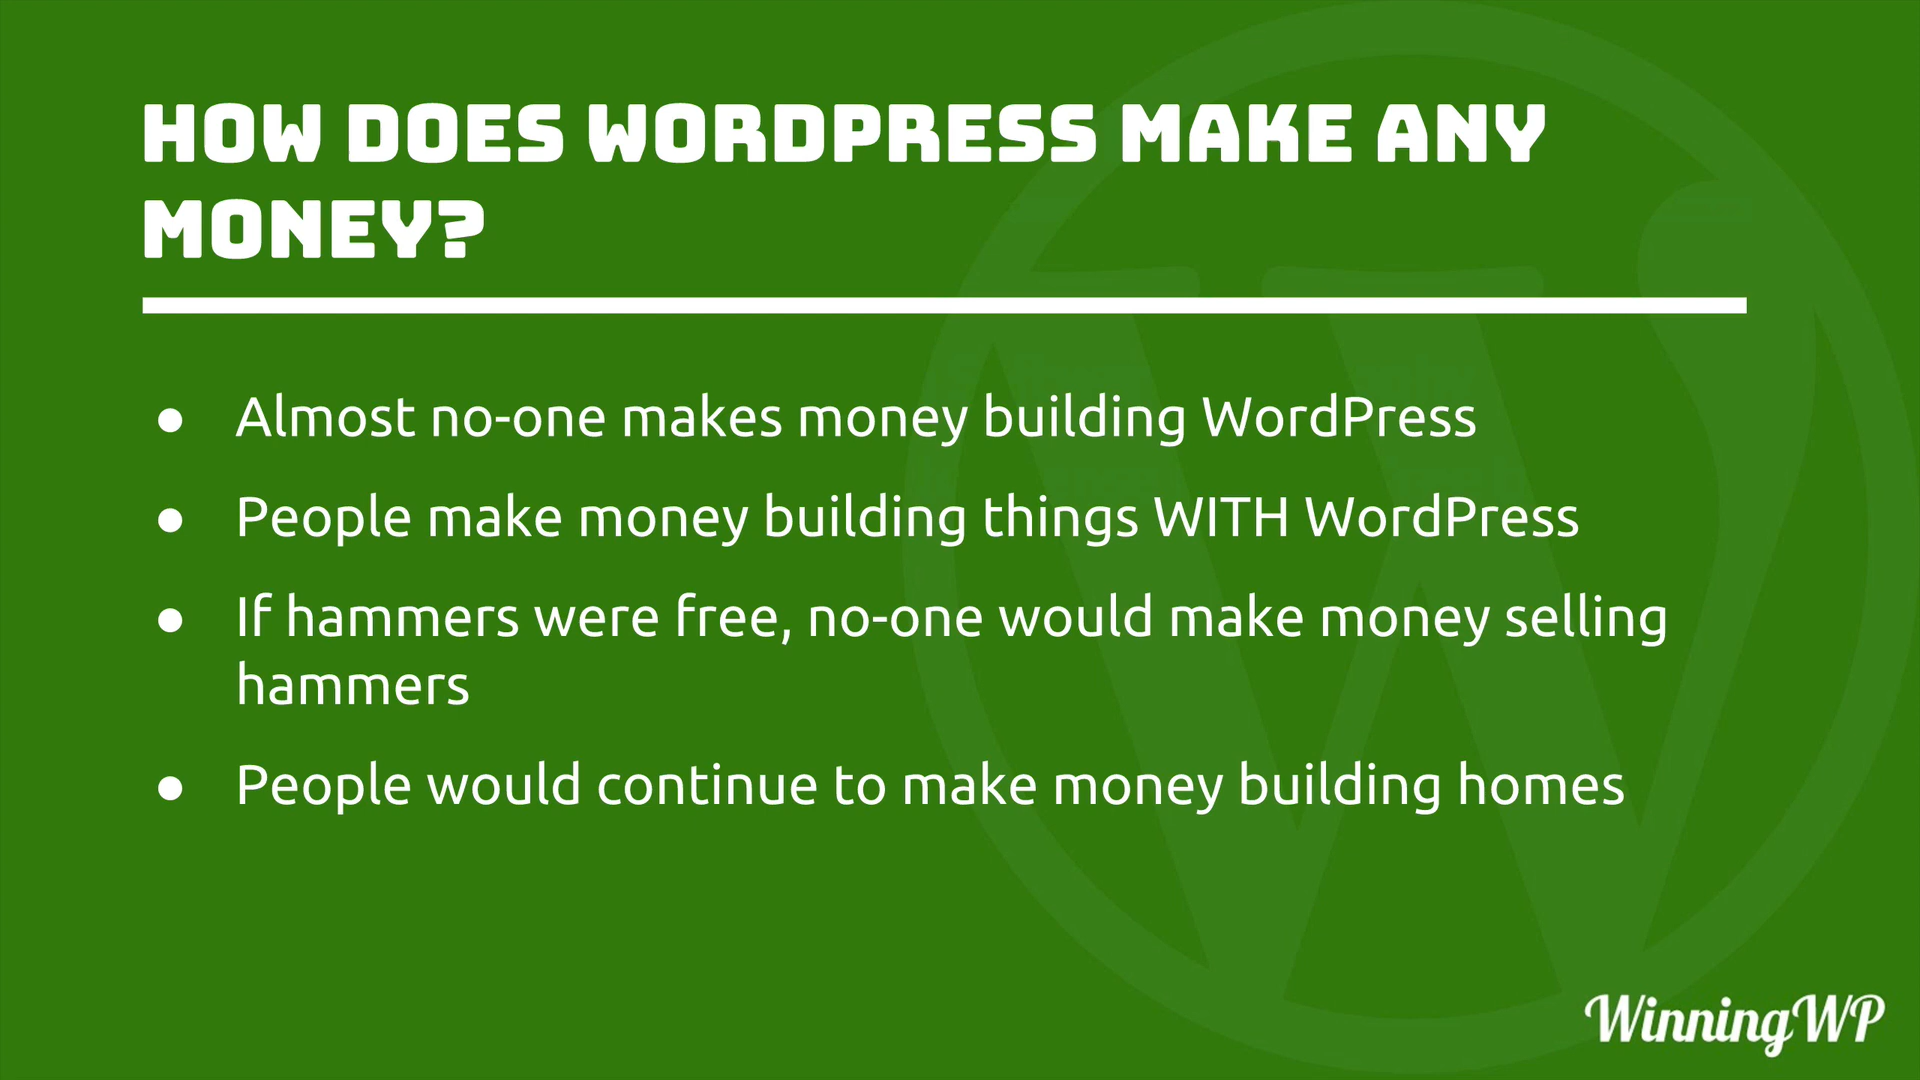 HOW DOES WORDPRESS MAKE ANY
MONEY?
● Almost no-one makes money building WordPress
● People make money building things WITH WordPress
● If hammers were free, no-one would make money selling
hammers
● People would continue to make money building homes
WinningWP